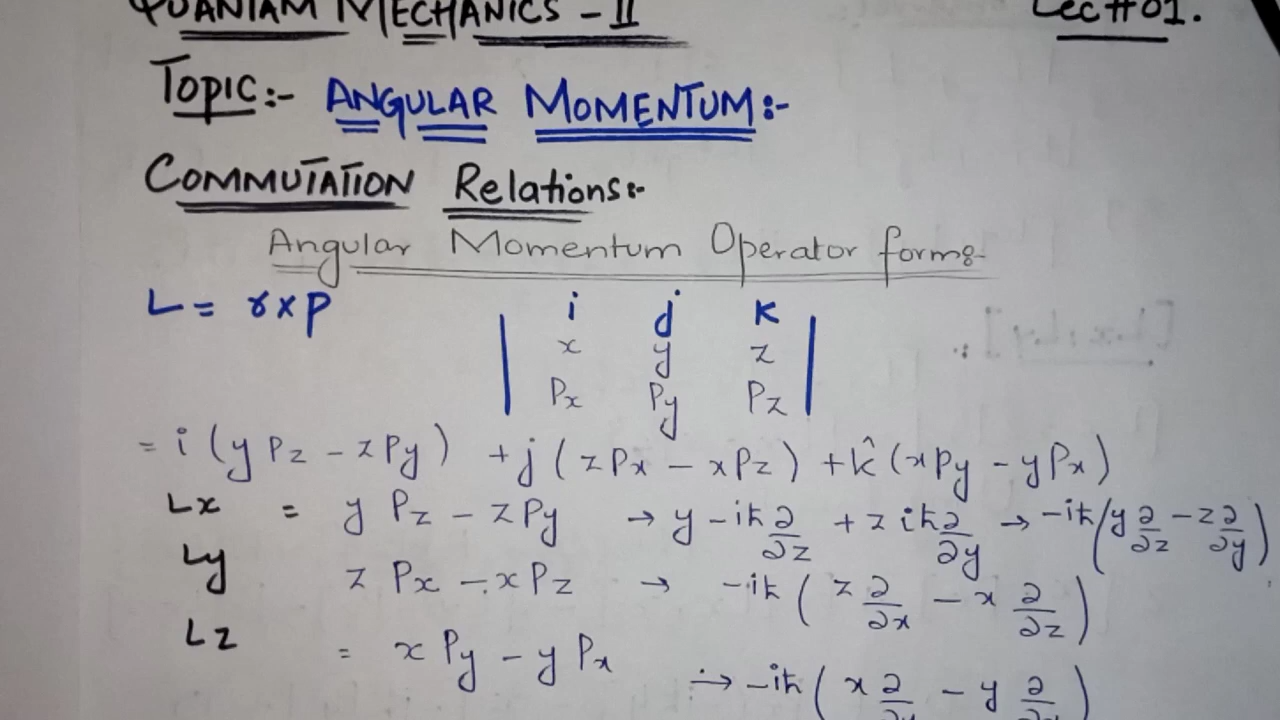 QUANTAM MECHANICS - II Lec # 01.
TOPIC:- ANGULAR MOMENTUM:-
COMMUTATION Relations:-
Angular Momentum Operator form:-
L = r×p
i j k
x y z
Px Py Pz
= i (y Pz - z Py) + j (z Px - x Pz) + k̂ (x Py - y Px)
Lx = y Pz - z Py → y - iħ ∂/∂z + z iħ ∂/∂y → -iħ (y ∂/∂z - z ∂/∂y)
Ly z Px - x Pz → -iħ (z ∂/∂x - x ∂/∂z)
Lz = x Py - y Px → -iħ (x ∂ - y ∂)